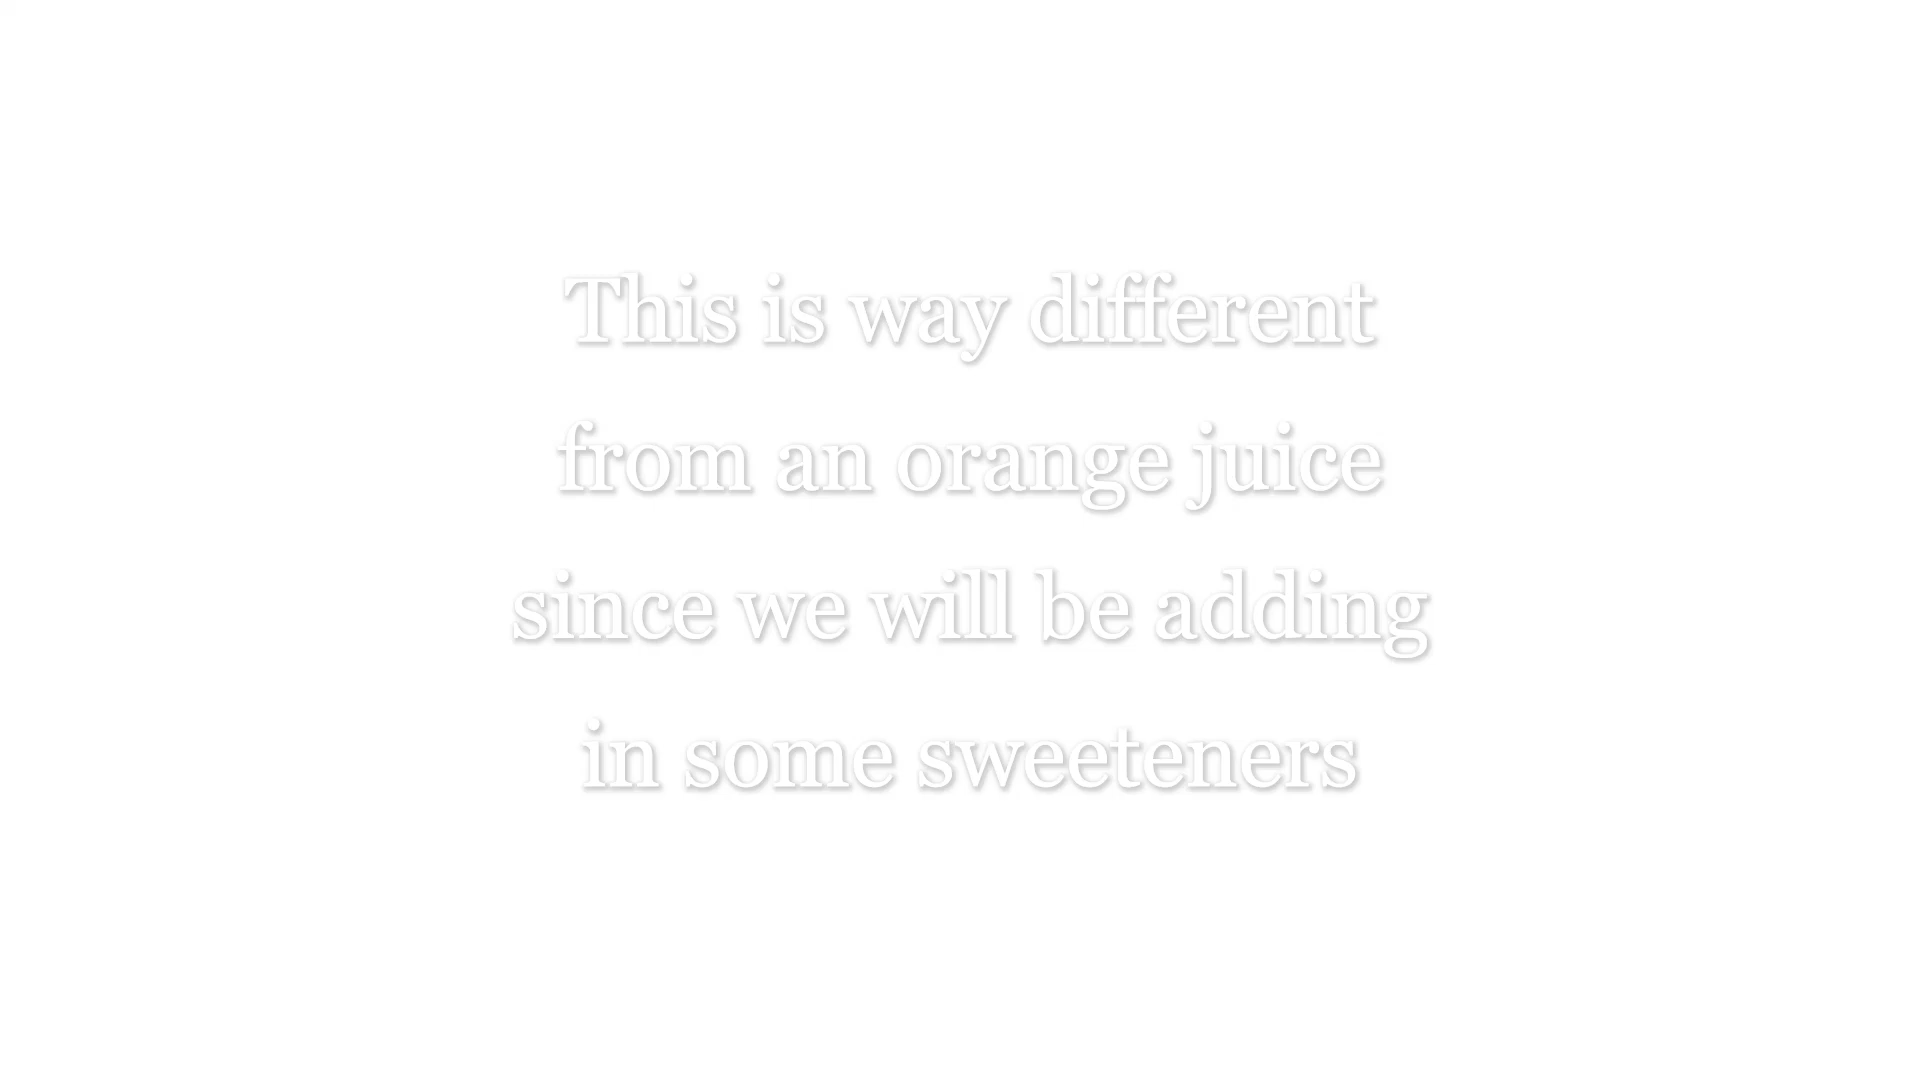 This is way different
from an orange juice
since we will be adding
in some sweeteners